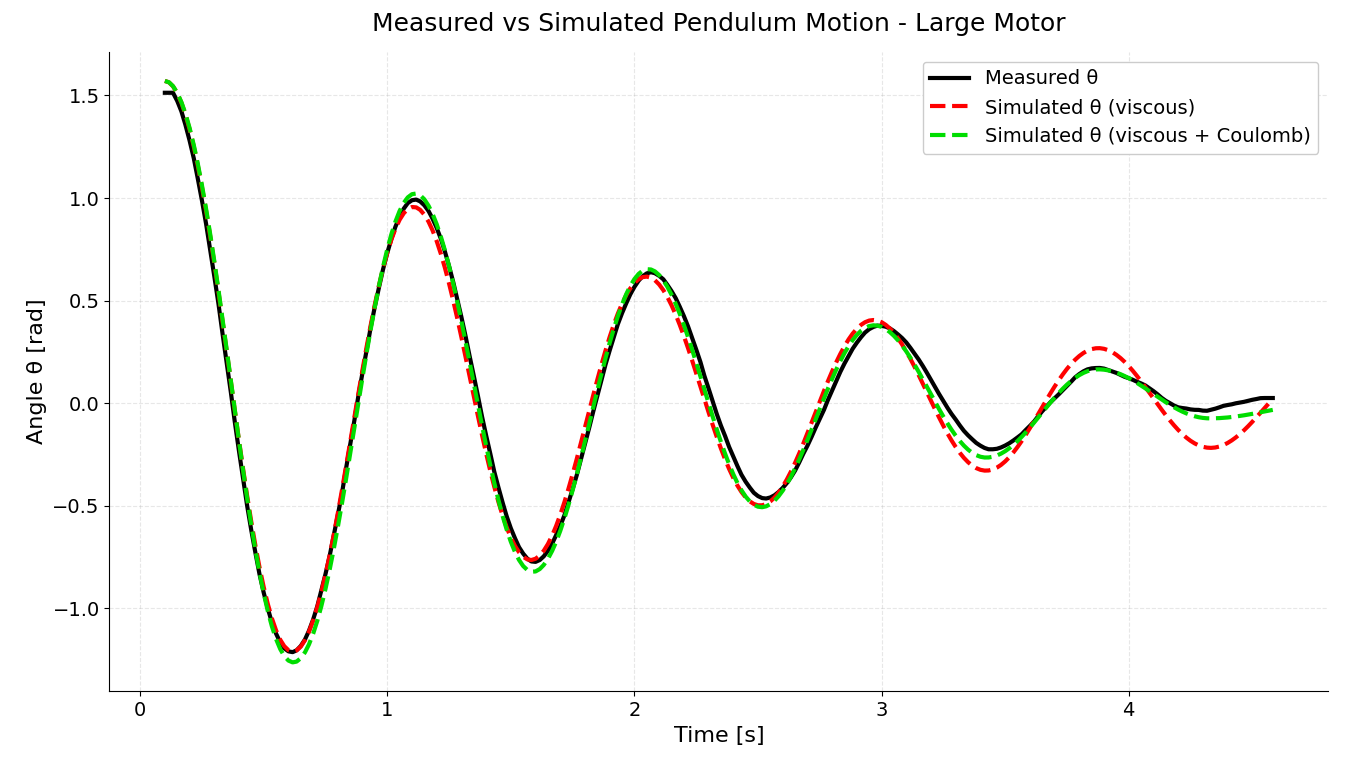 Measured vs Simulated Pendulum Motion - Large Motor
Measured θ
Simulated θ (viscous)
Simulated θ (viscous + Coulomb)
Angle θ [rad]
1.5
1.0
0.5
0.0
−0.5
−1.0
0 1 2 3 4
Time [s]